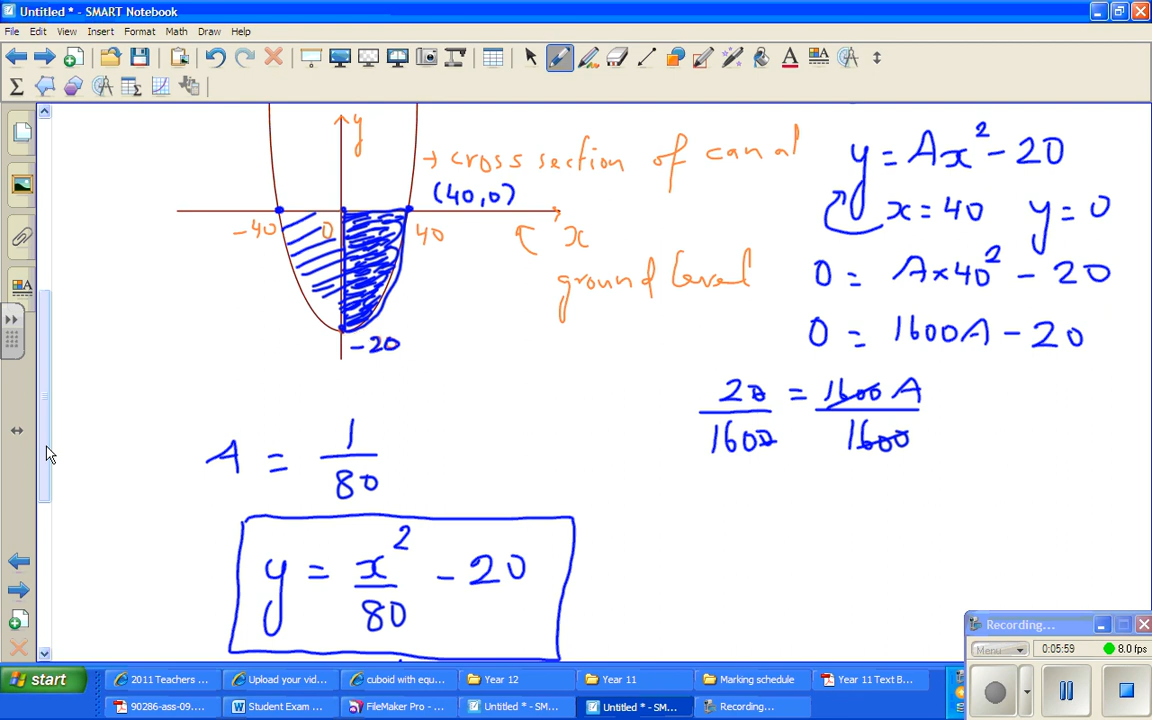 Untitled * - SMART Notebook
File Edit View Insert Format Math Draw Help
y
→ cross section of canal
(40,0)
-40 0 40 x
ground level
-20
y = Ax² - 20
x = 40 y = 0
0 = A×40² - 20
0 = 1600A - 20
20/1600 = 1600A/1600
A = 1/80
y = x²/80 - 20
Recording...
Menu 0:05:59 8.0 fps
start 2011 Teachers ... Upload your vid... cuboid with equ... Year 12 Year 11 Marking schedule Year 11 Text B...
90286-ass-09.... Student Exam ... FileMaker Pro - ... Untitled * - SM... Untitled * - SM... Recording...